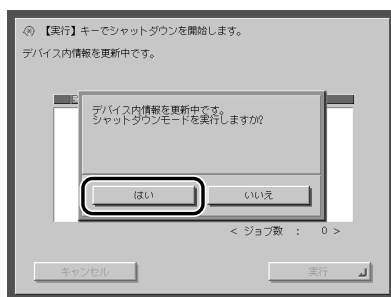 【実行】キーでシャットダウンを開始します。
デバイス内情報を更新中です。
デバイス内情報を更新中です。
シャットダウンモードを実行しますか?
はい
いいえ
< ジョブ数 : 0 >
キャンセル
実行